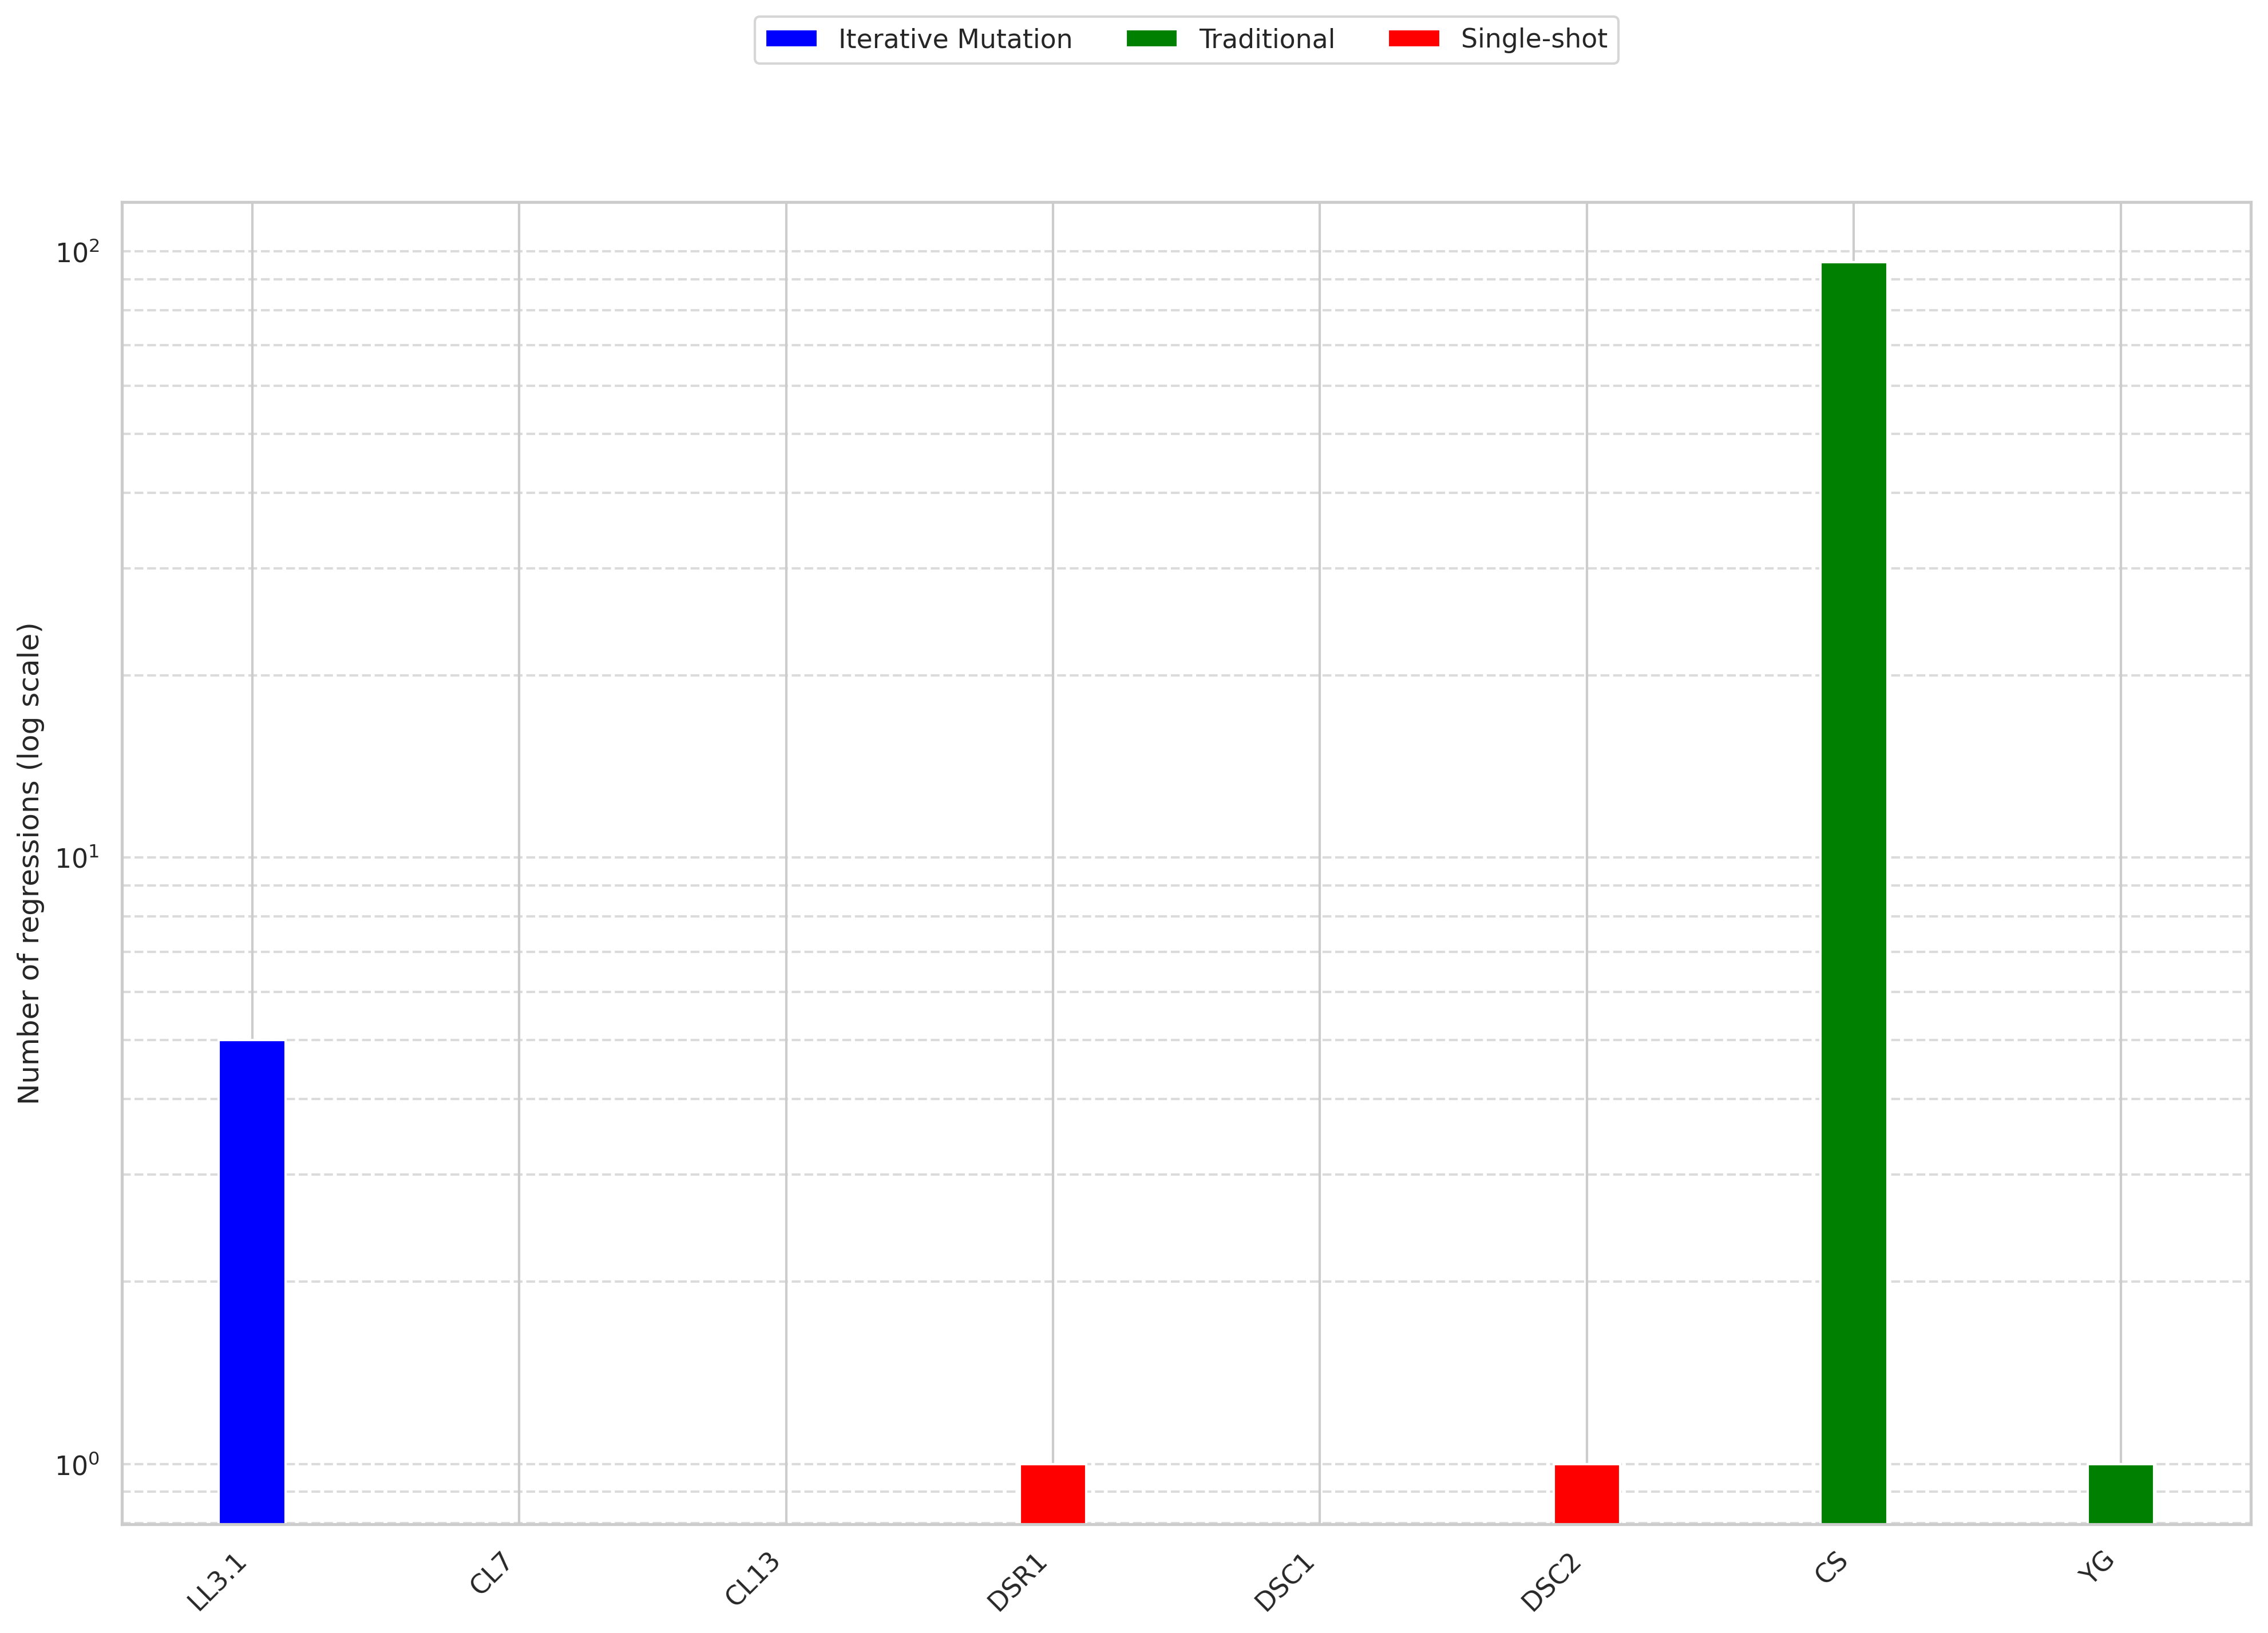 Iterative Mutation Traditional Single-shot
Number of regressions (log scale)
10²
10¹
10⁰
LL3.1 CL7 CL13 DSR1 DSC1 DSC2 CS YG